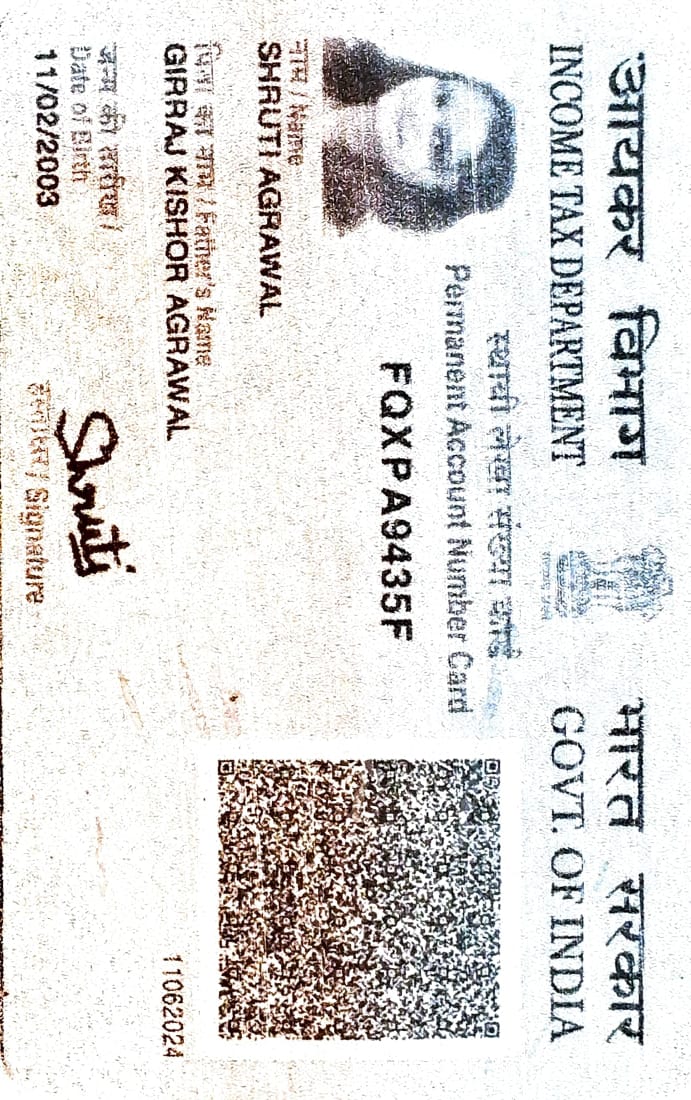 आयकर विभाग
INCOME TAX DEPARTMENT
भारत सरकार
GOVT. OF INDIA
स्थायी लेखा संख्या कार्ड
Permanent Account Number Card
FQXPA9435F
नाम / Name
SHRUTI AGRAWAL
पिता का नाम / Father's Name
GIRRAJ KISHOR AGRAWAL
जन्म की तारीख /
Date of Birth
11/02/2003
Shruti
हस्ताक्षर / Signature
11062024